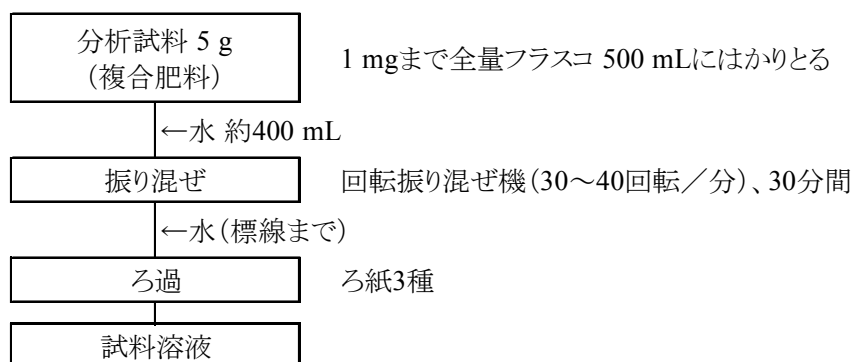 分析試料 5 g
（複合肥料）
1 mgまで全量フラスコ 500 mLにはかりとる
←水 約400 mL
振り混ぜ
回転振り混ぜ機（30～40回転／分）、30分間
←水（標線まで）
ろ過
ろ紙3種
試料溶液